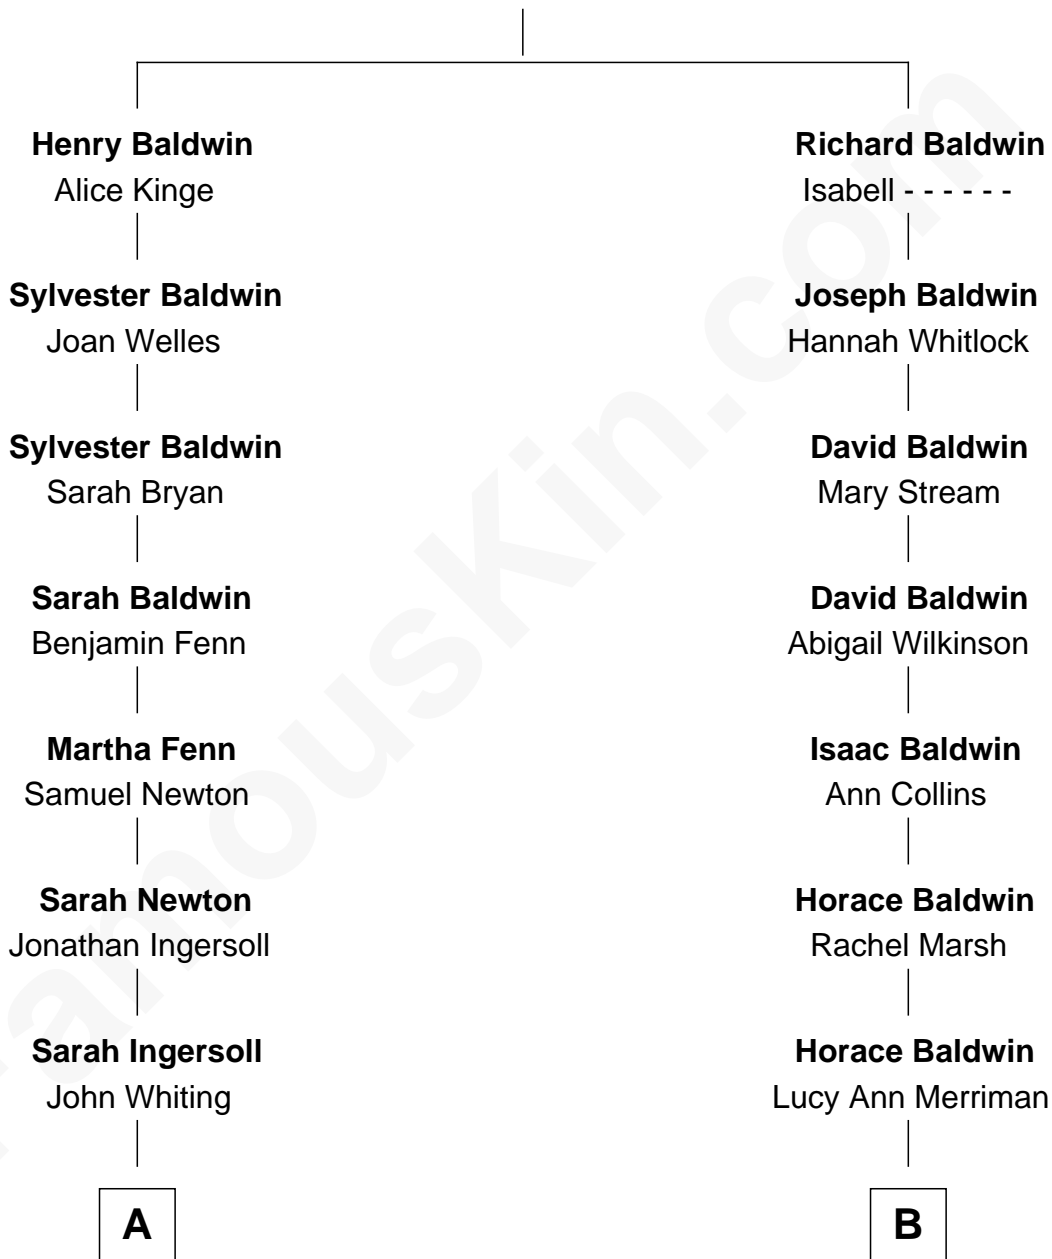 Henry Baldwin
Alice Kinge
Sylvester Baldwin
Joan Welles
Sylvester Baldwin
Sarah Bryan
Sarah Baldwin
Benjamin Fenn
Martha Fenn
Samuel Newton
Sarah Newton
Jonathan Ingersoll
Sarah Ingersoll
John Whiting
A
Richard Baldwin
Isabell - - - - - -
Joseph Baldwin
Hannah Whitlock
David Baldwin
Mary Stream
David Baldwin
Abigail Wilkinson
Isaac Baldwin
Ann Collins
Horace Baldwin
Rachel Marsh
Horace Baldwin
Lucy Ann Merriman
B
FamousKin.com